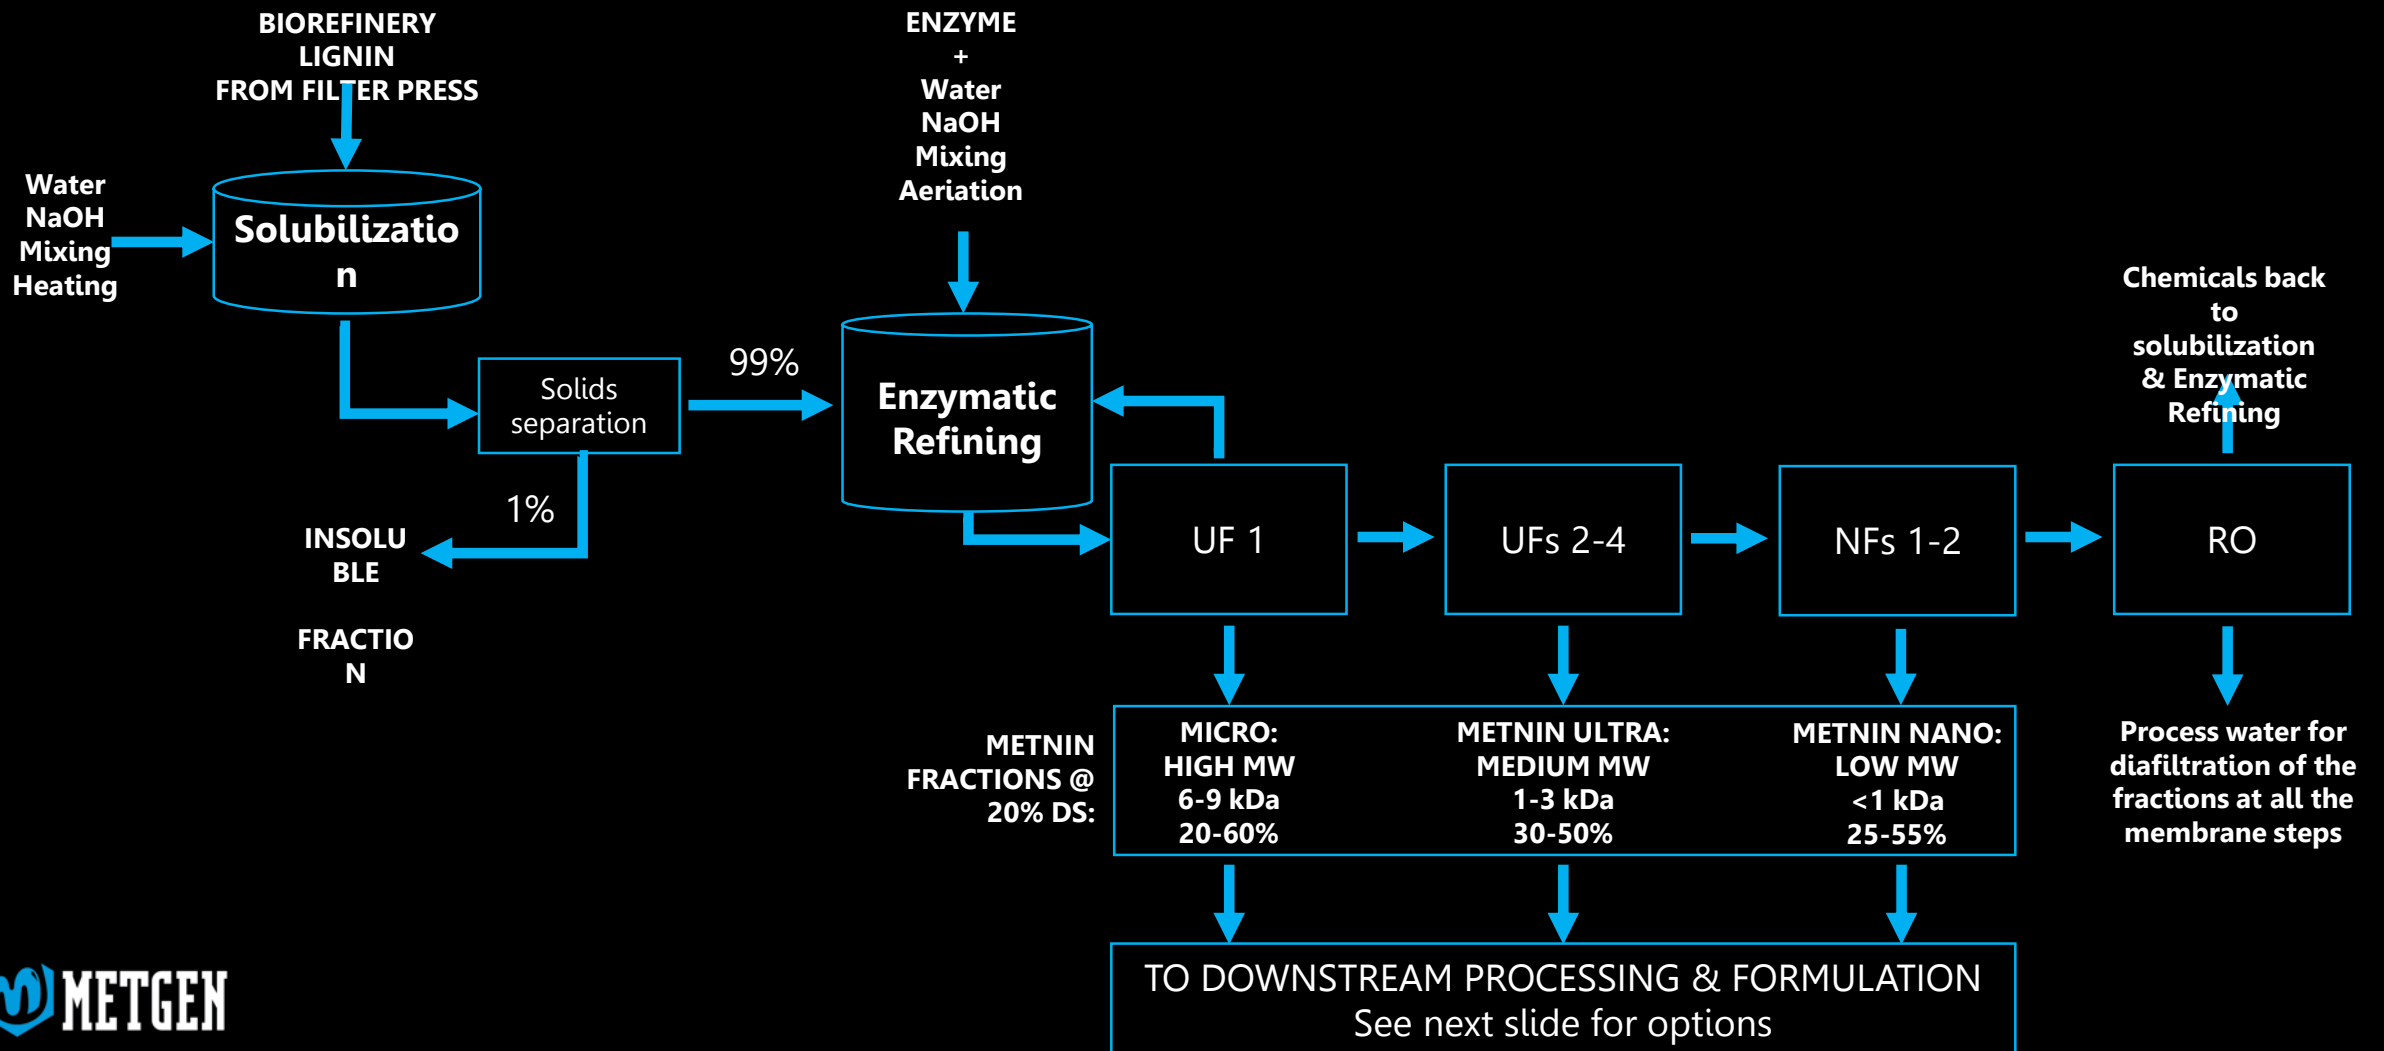 BIOREFINERY
LIGNIN
FROM FILTER PRESS
ENZYME
+
Water
NaOH
Mixing
Aeriation
Water
NaOH
Mixing
Heating
Solubilizatio
n
Solids
separation
99%
1%
INSOLU
BLE
FRACTIO
N
Enzymatic
Refining
Chemicals back
to
solubilization
& Enzymatic
Refining
UF 1
UFs 2-4
NFs 1-2
RO
METNIN
FRACTIONS @
20% DS:
MICRO:
HIGH MW
6-9 kDa
20-60%
METNIN ULTRA:
MEDIUM MW
1-3 kDa
30-50%
METNIN NANO:
LOW MW
<1 kDa
25-55%
Process water for
diafiltration of the
fractions at all the
membrane steps
TO DOWNSTREAM PROCESSING & FORMULATION
See next slide for options
METGEN